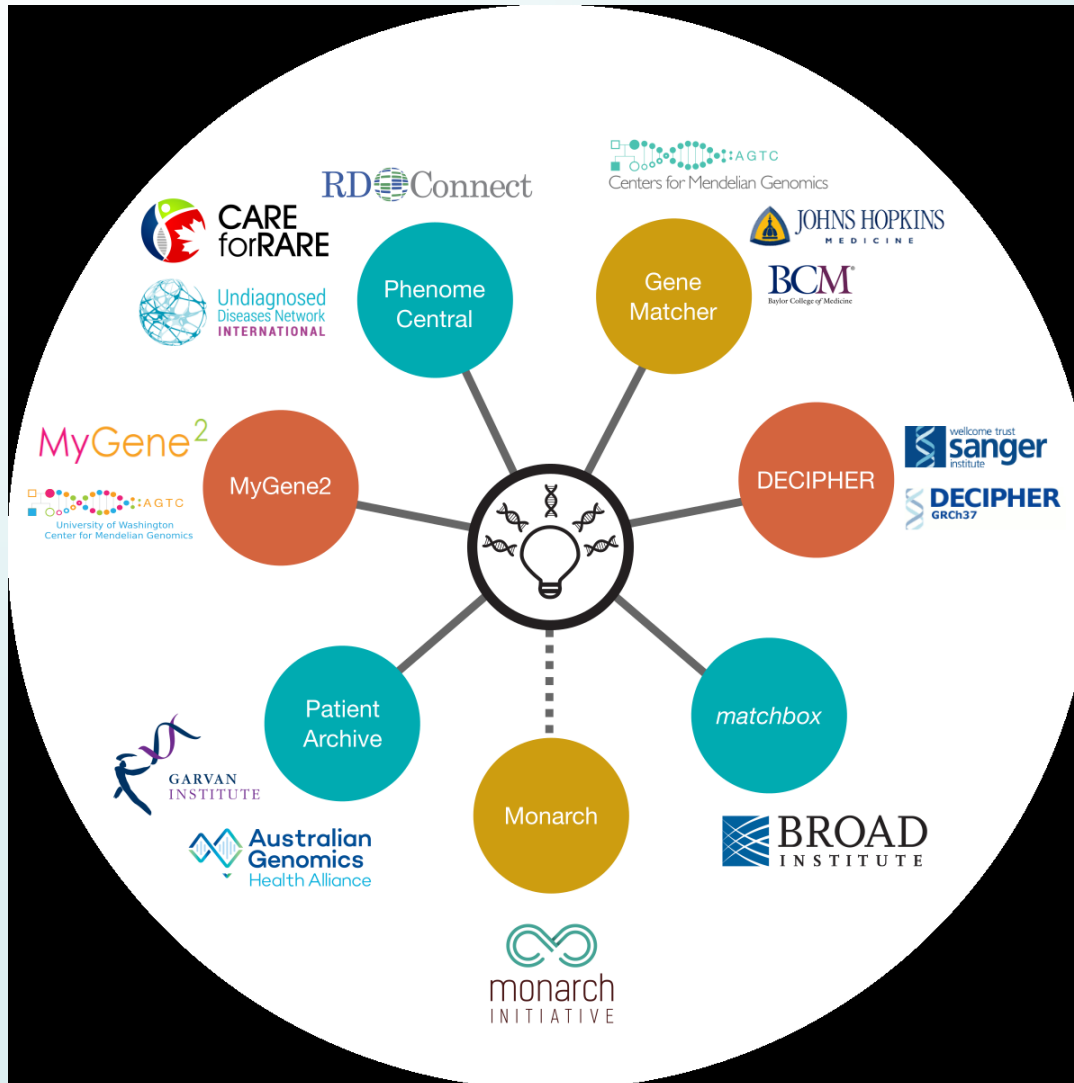 RD Connect
AGTC
Centers for Mendelian Genomics
CARE
forRARE
JOHNS HOPKINS
MEDICINE
Phenome
Central
Gene
Matcher
BCM®
Baylor College of Medicine
Undiagnosed
Diseases Network
INTERNATIONAL
MyGene2
AGTC
University of Washington
Center for Mendelian Genomics
MyGene2
DECIPHER
wellcome trust
sanger
institute
DECIPHER
GRCh37
Patient
Archive
matchbox
GARVAN
INSTITUTE
Monarch
Australian
Genomics
Health Alliance
BROAD
INSTITUTE
monarch
INITIATIVE